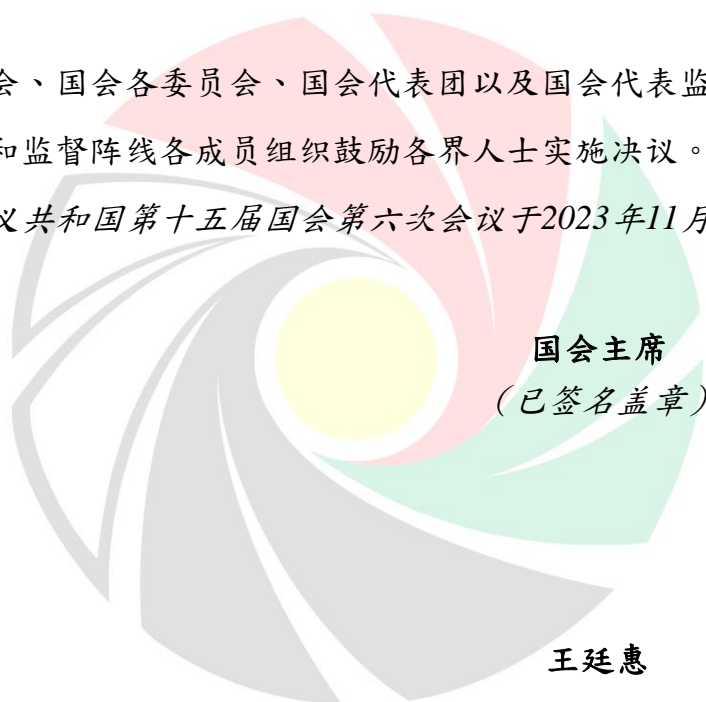 会、国会各委员会、国会代表团以及国会代表监
和监督阵线各成员组织鼓励各界人士实施决议。
义共和国第十五届国会第六次会议于2023年11月
国会主席
（已签名盖章）
王廷惠